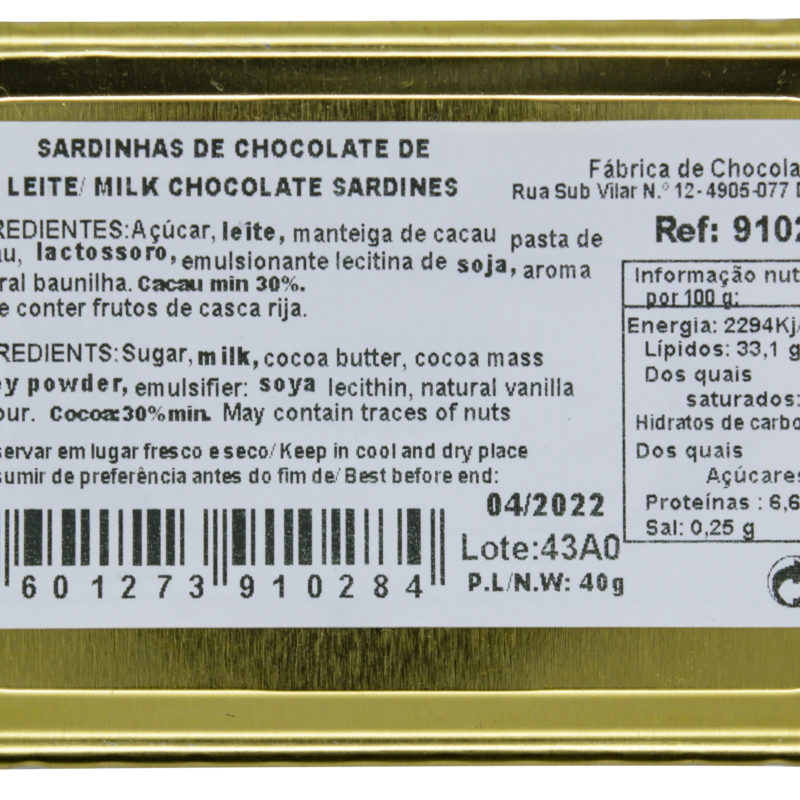 SARDINHAS DE CHOCOLATE DE
LEITE/ MILK CHOCOLATE SARDINES
REDIENTES: Açúcar, leite, manteiga de cacau pasta de
u, lactossoro, emulsionante lecitina de soja, aroma
ral baunilha. Cacau min 30%.
e conter frutos de casca rija.
REDIENTS: Sugar, milk, cocoa butter, cocoa mass
ey powder, emulsifier: soya lecithin, natural vanilla
our. Cocoa:30%min. May contain traces of nuts
servar em lugar fresco e seco/ Keep in cool and dry place
sumir de preferência antes do fim de/ Best before end:
04/2022
Lote:43A0
P.L/N.W: 40g
601273 910284
Fábrica de Chocola
Rua Sub Vilar N.º 12- 4905-077
Ref: 9102
Informação nut
por 100 g:
Energia: 2294Kj/
Lípidos: 33,1 g
Dos quais
saturados:
Hidratos de carbo
Dos quais
Açúcares
Proteínas : 6,6
Sal: 0,25 g